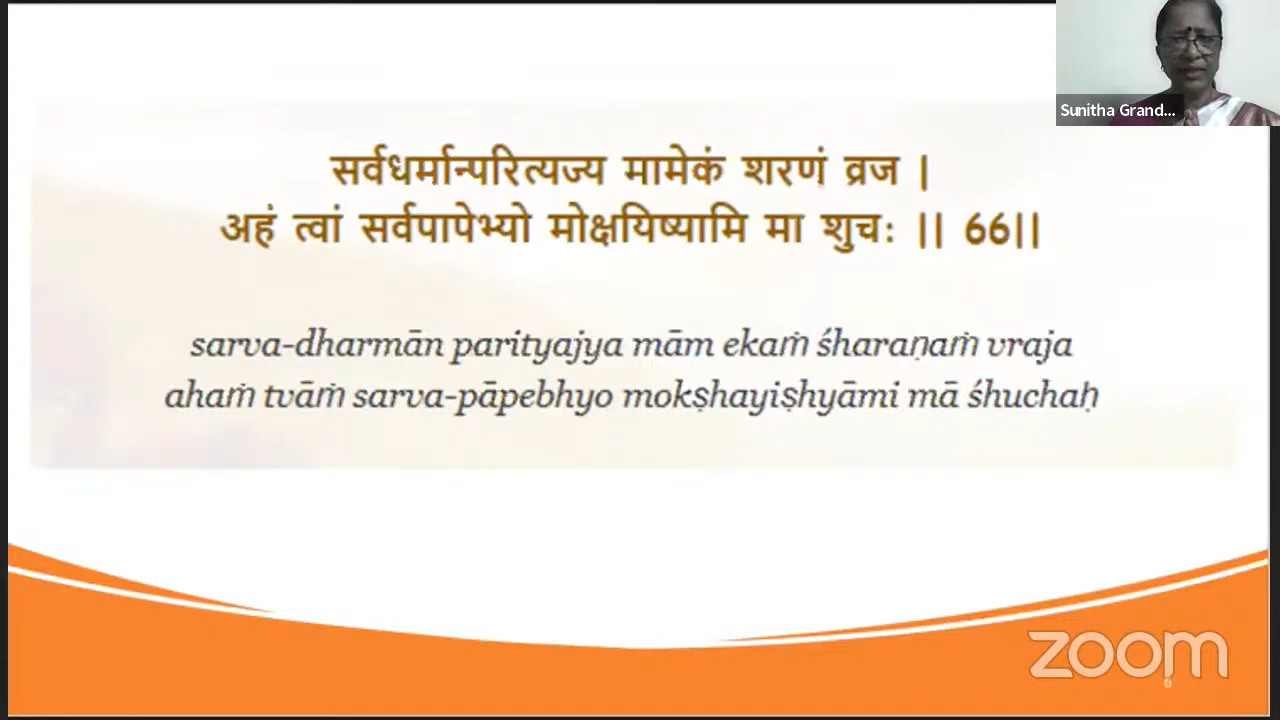 Sunitha Grand...
सर्वधर्मान्परित्यज्य मामेकं शरणं व्रज |
अहं त्वां सर्वपापेभ्यो मोक्षयिष्यामि मा शुचः || 66||
sarva-dharmān parityajya mām ekaṁ śharaṇaṁ vraja
ahaṁ tvāṁ sarva-pāpebhyo mokṣhayiṣhyāmi mā śhuchaḥ
zoom
6